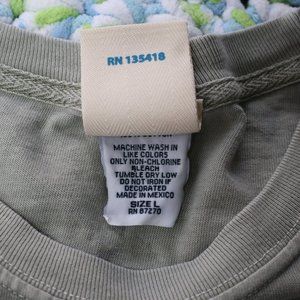 RN 135418
MACHINE WASH IN
LIKE COLORS
ONLY NON-CHLORINE
BLEACH
TUMBLE DRY LOW
DO NOT IRON IF
DECORATED
MADE IN MEXICO
SIZE L
RN 87270